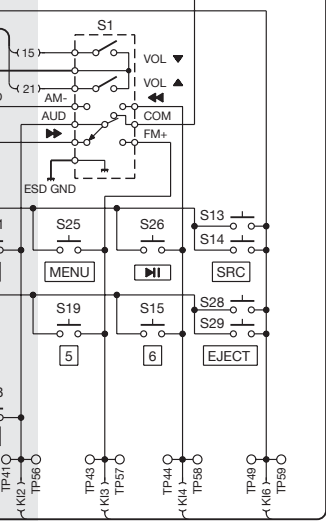 S1
15
VOL ▼
21
VOL ▲
AM-
◀◀
AUD
COM
▶▶
FM+
ESD GND
S13
S25
S26
S14
MENU
▶II
SRC
S28
S19
S15
S29
5
6
EJECT
TP41
KI2
TP56
TP43
KI3
TP57
TP44
KI4
TP58
TP49
KI6
TP59